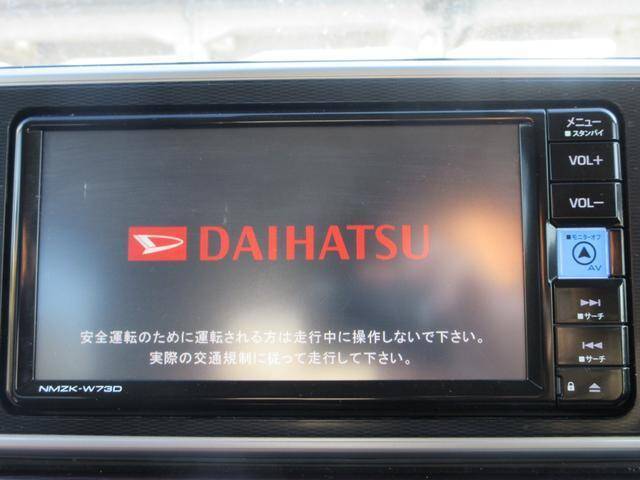 メニュー
■スタンバイ
VOL+
VOL−
■モニターオフ
AV
■サーチ
■サーチ
DAIHATSU
安全運転のために運転される方は走行中に操作しないで下さい。
実際の交通規制に従って走行して下さい。
NMZK-W73D